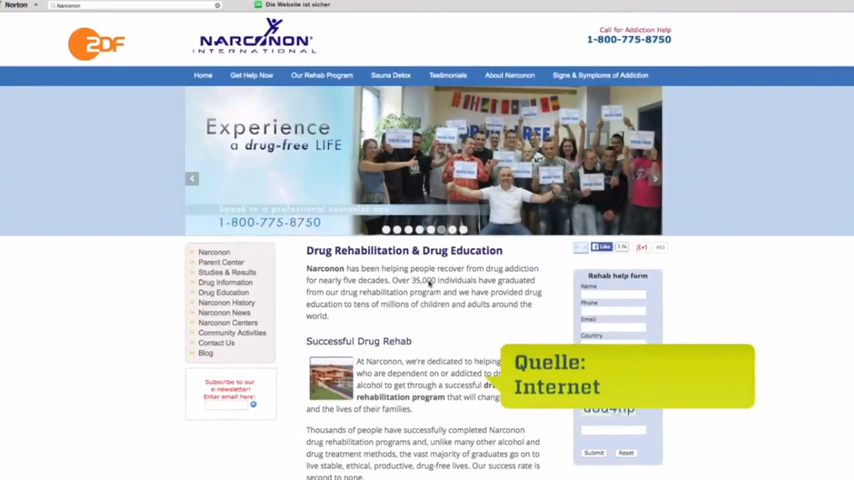 Norton
Narconon
Die Website ist sicher
ZDF
NARCONON®
INTERNATIONAL
Call for Addiction Help
1-800-775-8750
Home Get Help Now Our Rehab Program Sauna Detox Testimonials About Narconon Signs & Symptoms of Addiction
Experience
a drug-free LIFE
Speak to a professional counselor now
1-800-775-8750
Narconon
Parent Center
Studies & Results
Drug Information
Drug Education
Narconon History
Narconon News
Narconon Centers
Community Activities
Contact Us
Blog
Subscribe to our
e-newsletter!
Enter email here:
Drug Rehabilitation & Drug Education
Narconon has been helping people recover from drug addiction
for nearly five decades. Over 35,000 individuals have graduated
from our drug rehabilitation program and we have provided drug
education to tens of millions of children and adults around the
world.
Successful Drug Rehab
At Narconon, we're dedicated to helping
who are dependent on or addicted to
alcohol to get through a successful
rehabilitation program that will
and the lives of their families.
Thousands of people have successfully completed Narconon
drug rehabilitation programs and, unlike many other alcohol and
drug treatment methods, the vast majority of graduates go on to
live stable, ethical, productive, drug-free lives. Our success rate is
second to none.
Like
Rehab help form
Name
Phone
Email
Country
Submit Reset
Quelle:
Internet